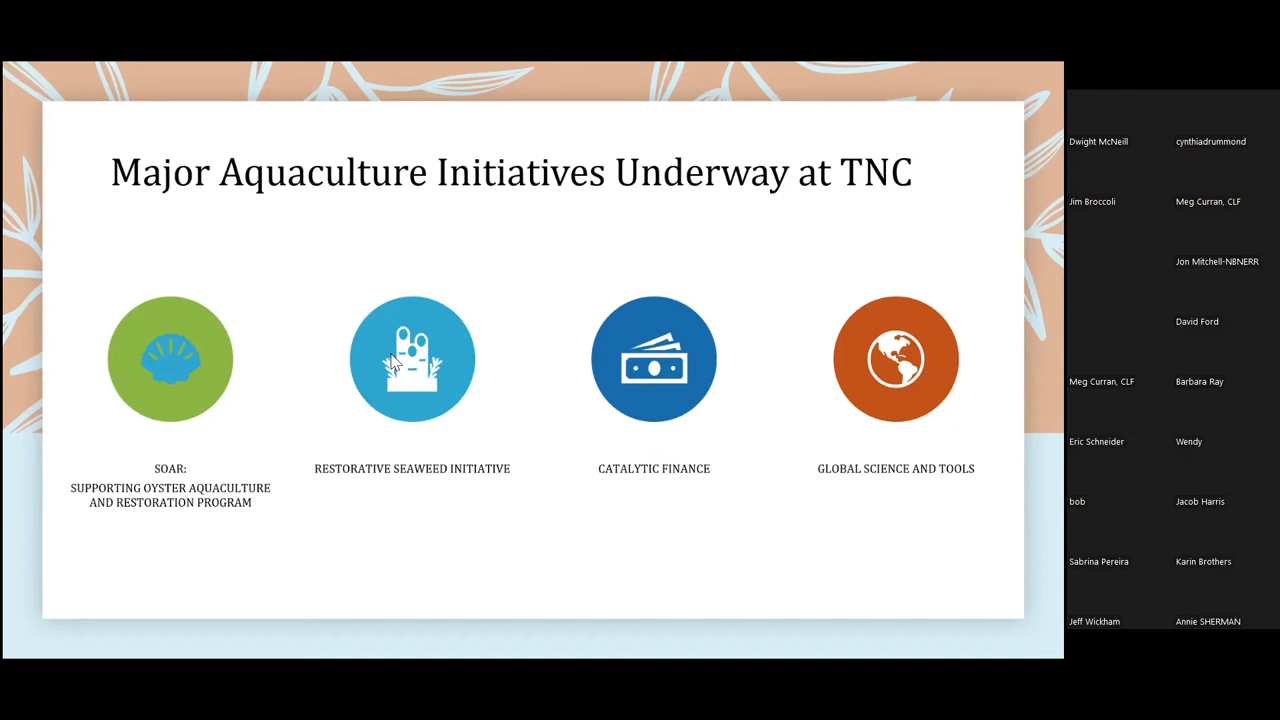 Major Aquaculture Initiatives Underway at TNC
SOAR:
SUPPORTING OYSTER AQUACULTURE
AND RESTORATION PROGRAM
RESTORATIVE SEAWEED INITIATIVE
CATALYTIC FINANCE
GLOBAL SCIENCE AND TOOLS
Dwight McNeill
cynthiadrummond
Jim Broccoli
Meg Curran, CLF
Jon Mitchell-NBNERR
David Ford
Meg Curran, CLF
Barbara Ray
Eric Schneider
Wendy
bob
Jacob Harris
Sabrina Pereira
Karin Brothers
Jeff Wickham
Annie SHERMAN